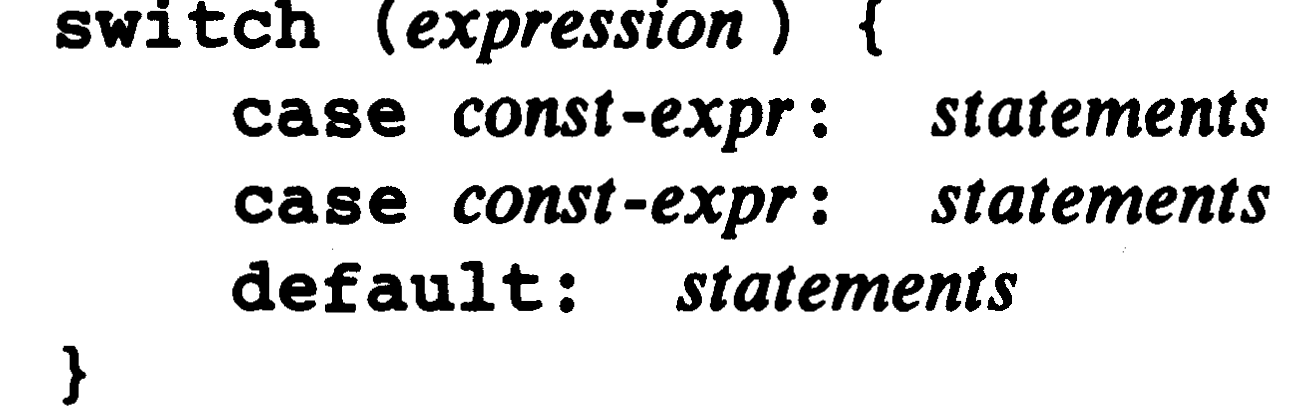 switch (expression) {
case const-expr: statements
case const-expr: statements
default: statements
}